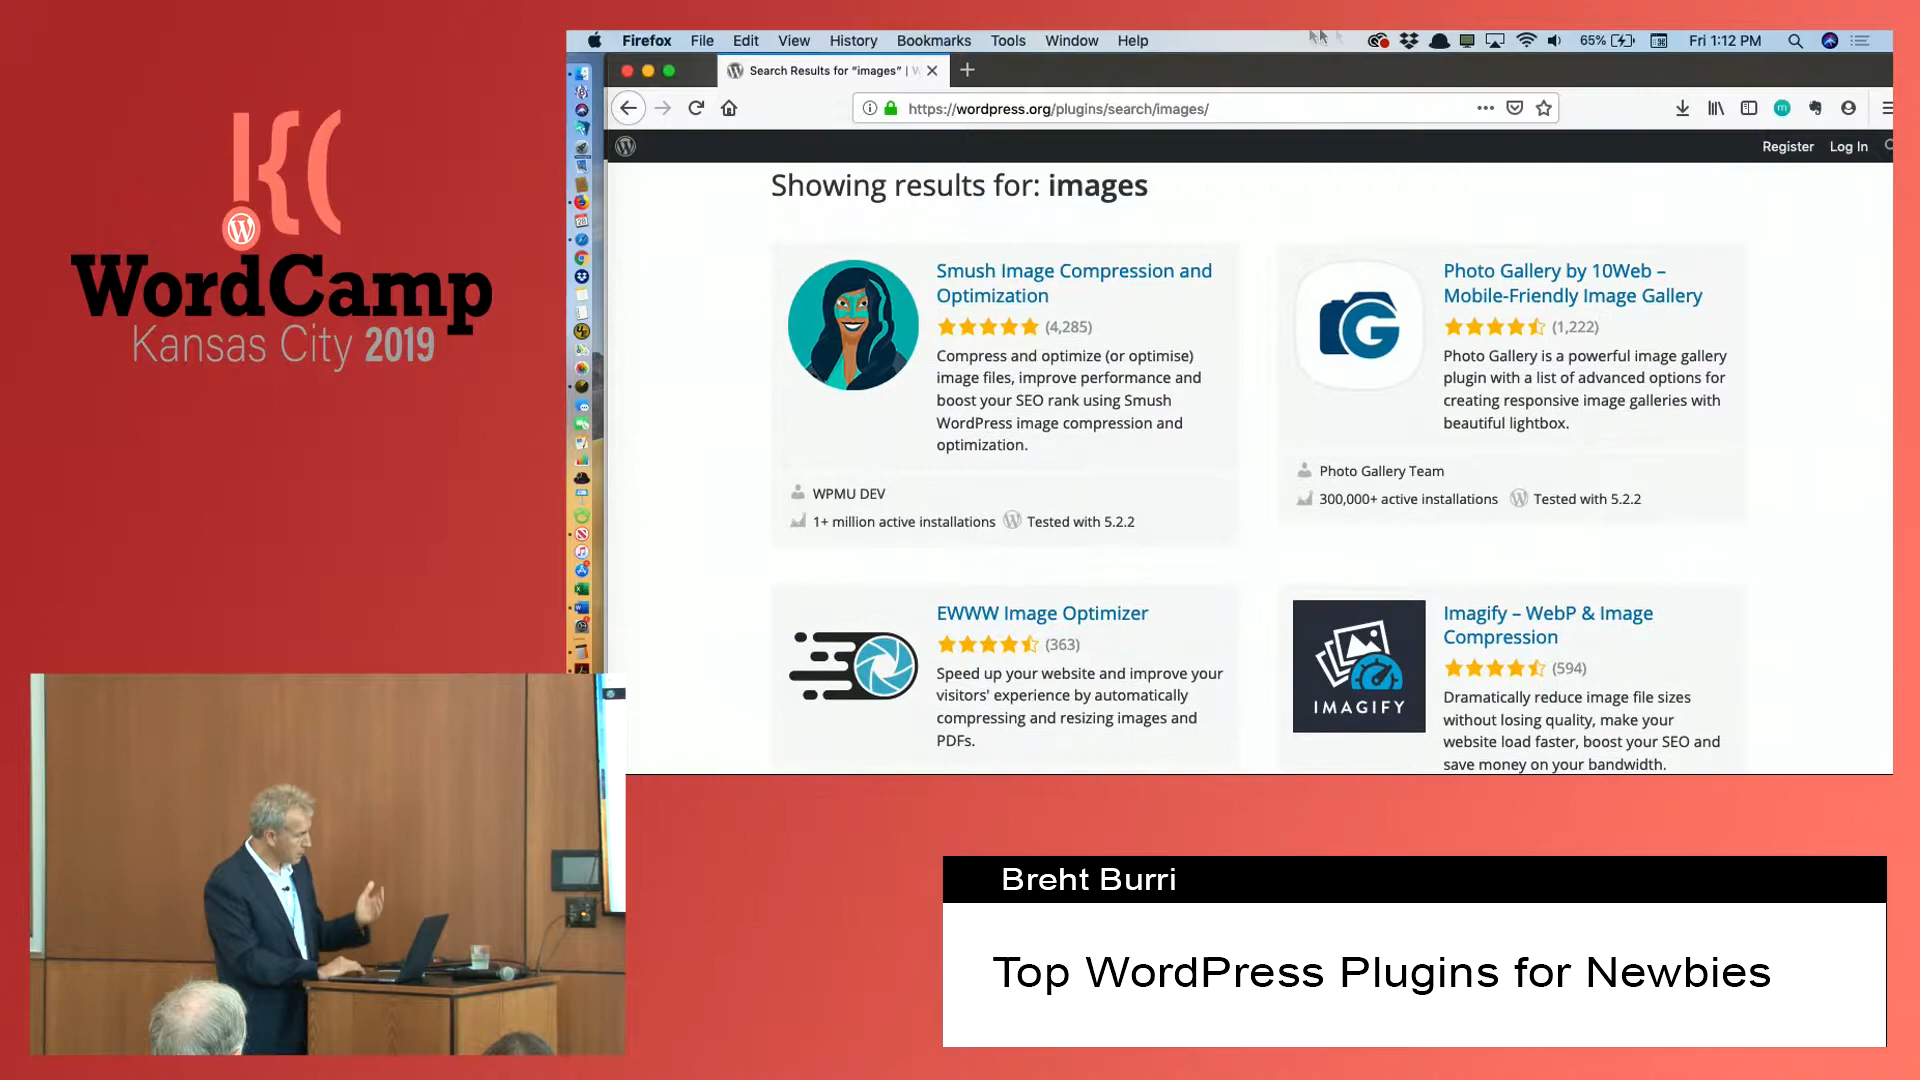 K(
WordCamp
Kansas City 2019
Firefox File Edit View History Bookmarks Tools Window Help
65% Fri 1:12 PM
Search Results for "images" |
https://wordpress.org/plugins/search/images/
Register Log In
Showing results for: images
Smush Image Compression and
Optimization
(4,285)
Compress and optimize (or optimise)
image files, improve performance and
boost your SEO rank using Smush
WordPress image compression and
optimization.
WPMU DEV
1+ million active installations Tested with 5.2.2
Photo Gallery by 10Web –
Mobile-Friendly Image Gallery
(1,222)
Photo Gallery is a powerful image gallery
plugin with a list of advanced options for
creating responsive image galleries with
beautiful lightbox.
Photo Gallery Team
300,000+ active installations Tested with 5.2.2
EWWW Image Optimizer
(363)
Speed up your website and improve your
visitors' experience by automatically
compressing and resizing images and
PDFs.
IMAGIFY
Imagify – WebP & Image
Compression
(594)
Dramatically reduce image file sizes
without losing quality, make your
website load faster, boost your SEO and
save money on your bandwidth.
Breht Burri
Top WordPress Plugins for Newbies